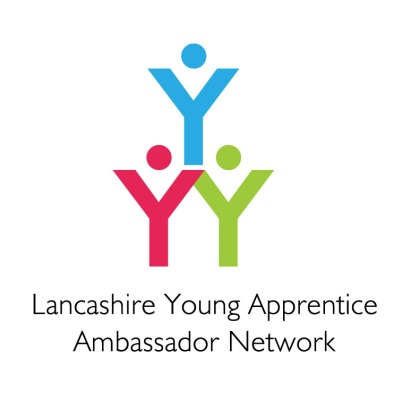 Lancashire Young Apprentice
Ambassador Network